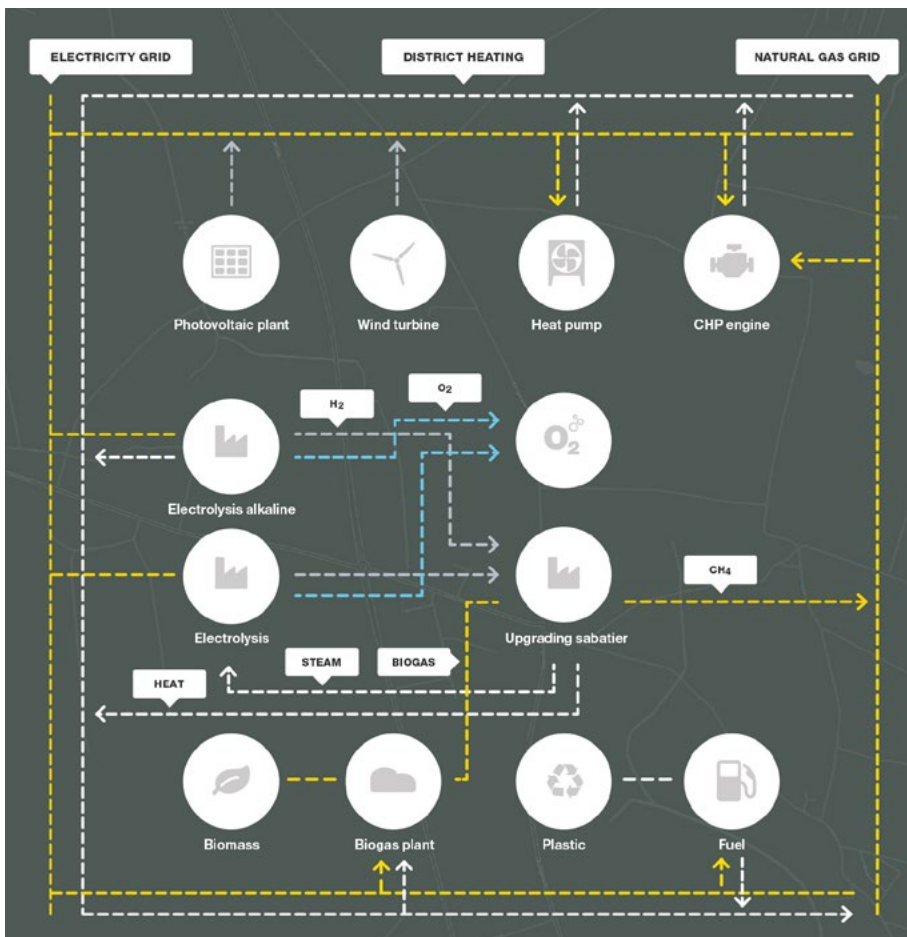 ELECTRICITY GRID
DISTRICT HEATING
NATURAL GAS GRID
Photovoltaic plant
Wind turbine
Heat pump
CHP engine
H2
O2
O2
Electrolysis alkaline
CH4
Electrolysis
Upgrading sabatier
STEAM
BIOGAS
HEAT
Biomass
Biogas plant
Plastic
Fuel